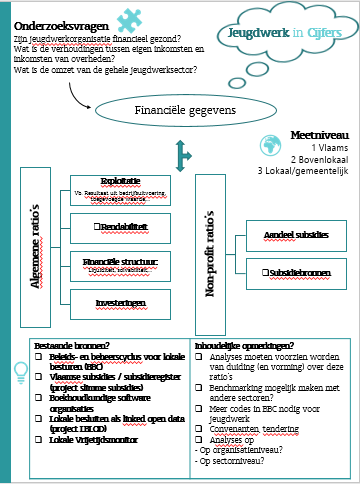 Onderzoeksvragen
Zijn jeugdwerkorganisatie financieel gezond?
Wat is de verhoudingen tussen eigen inkomsten en
inkomsten van overheden?
Wat is de omzet van de gehele jeugdwerksector?
Jeugdwerk in Cijfers
Financiële gegevens
Meetniveau
1 Vlaams
2 Bovenlokaal
3 Lokaal/gemeentelijk
Algemene ratio's
Exploitatie
Vb. Resultaat uit bedrijfsuitvoering,
toegevoegde waarde...
❑Rendabiliteit
Financiële structuur:
Liquiditeit, solvabiliteit...
Investeringen
Non-profit ratio's
Aandeel subsidies
❑Subsidiebronnen
Bestaande bronnen?
❑ Beleids- en beheerscyclus voor lokale
besturen (BBC)
❑ Vlaamse subsidies / subsidieregister
(project slimme subsidies)
❑ Boekhoudkundige software
organisaties
❑ Lokale besluiten als linked open data
(project LBLOD)
❑ Lokale Vrijetijdsmonitor
Inhoudelijke opmerkingen?
❑ Analyses moeten voorzien worden
van duiding (en vorming) over deze
ratio's
❑ Benchmarking mogelijk maken met
andere sectoren?
❑ Meer codes in BBC nodig voor
jeugdwerk
❑ Convenanten, tendering
❑ Analyses op
- Op organisatieniveau?
- Op sectorniveau?